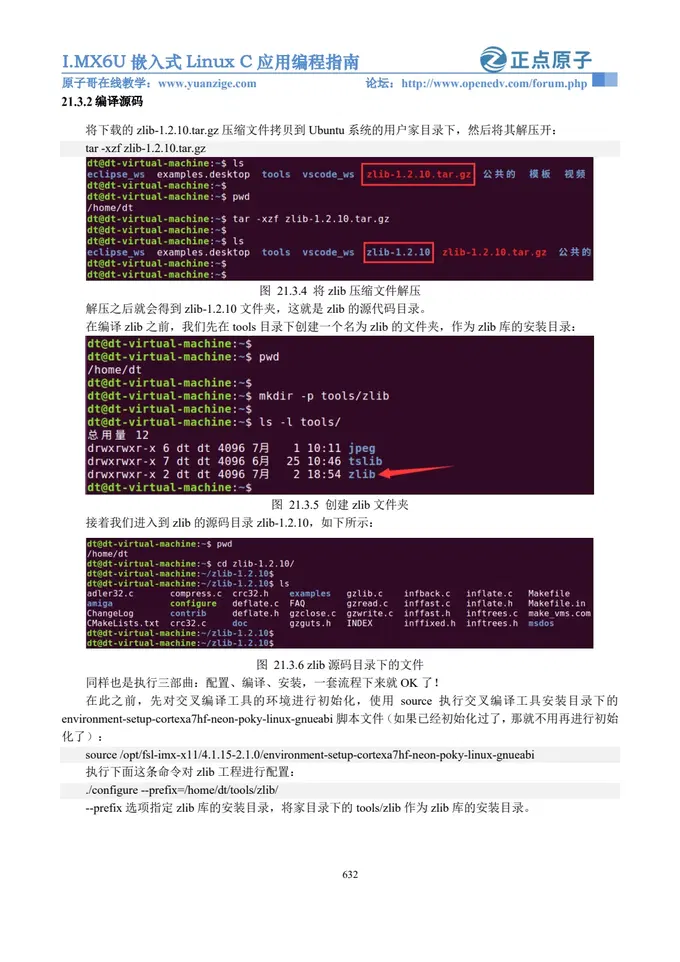 I.MX6U 嵌入式 Linux C 应用编程指南
正点原子
原子哥在线教学：www.yuanzige.com
论坛：http://www.openedv.com/forum.php
21.3.2 编译源码
将下载的 zlib-1.2.10.tar.gz 压缩文件拷贝到 Ubuntu 系统的用户家目录下，然后将其解压开：
tar -xzf zlib-1.2.10.tar.gz
dt@dt-virtual-machine:~$ ls
eclipse_ws examples.desktop tools vscode_ws zlib-1.2.10.tar.gz 公共的 模板 视频
dt@dt-virtual-machine:~$
dt@dt-virtual-machine:~$ pwd
/home/dt
dt@dt-virtual-machine:~$ tar -xzf zlib-1.2.10.tar.gz
dt@dt-virtual-machine:~$
dt@dt-virtual-machine:~$ ls
eclipse_ws examples.desktop tools vscode_ws zlib-1.2.10 zlib-1.2.10.tar.gz 公共的
dt@dt-virtual-machine:~$
dt@dt-virtual-machine:~$
图 21.3.4 将 zlib 压缩文件解压
解压之后就会得到 zlib-1.2.10 文件夹，这就是 zlib 的源代码目录。
在编译 zlib 之前，我们先在 tools 目录下创建一个名为 zlib 的文件夹，作为 zlib 库的安装目录：
dt@dt-virtual-machine:~$
dt@dt-virtual-machine:~$ pwd
/home/dt
dt@dt-virtual-machine:~$
dt@dt-virtual-machine:~$ mkdir -p tools/zlib
dt@dt-virtual-machine:~$
dt@dt-virtual-machine:~$ ls -l tools/
总用量 12
drwxrwxr-x 6 dt dt 4096 7月 1 10:11 jpeg
drwxrwxr-x 7 dt dt 4096 6月 25 10:46 tslib
drwxrwxr-x 2 dt dt 4096 7月 2 18:54 zlib
dt@dt-virtual-machine:~$
图 21.3.5 创建 zlib 文件夹
接着我们进入到 zlib 的源码目录 zlib-1.2.10，如下所示：
dt@dt-virtual-machine:~$ pwd
/home/dt
dt@dt-virtual-machine:~$ cd zlib-1.2.10/
dt@dt-virtual-machine:~/zlib-1.2.10$
dt@dt-virtual-machine:~/zlib-1.2.10$ ls
adler32.c compress.c crc32.h examples gzlib.c infback.c inflate.c Makefile
amiga configure deflate.c FAQ gzread.c inffast.c inflate.h Makefile.in
ChangeLog contrib deflate.h gzclose.c gzwrite.c inffast.h inftrees.c make_vms.com
CMakeLists.txt crc32.c doc gzguts.h INDEX inffixed.h inftrees.h msdos
dt@dt-virtual-machine:~/zlib-1.2.10$
dt@dt-virtual-machine:~/zlib-1.2.10$
图 21.3.6 zlib 源码目录下的文件
同样也是执行三部曲：配置、编译、安装，一套流程下来就 OK 了！
在此之前，先对交叉编译工具的环境进行初始化，使用 source 执行交叉编译工具安装目录下的
environment-setup-cortexa7hf-neon-poky-linux-gnueabi 脚本文件（如果已经初始化过了，那就不用再进行初始
化了）：
source /opt/fsl-imx-x11/4.1.15-2.1.0/environment-setup-cortexa7hf-neon-poky-linux-gnueabi
执行下面这条命令对 zlib 工程进行配置：
./configure --prefix=/home/dt/tools/zlib/
--prefix 选项指定 zlib 库的安装目录，将家目录下的 tools/zlib 作为 zlib 库的安装目录。
632